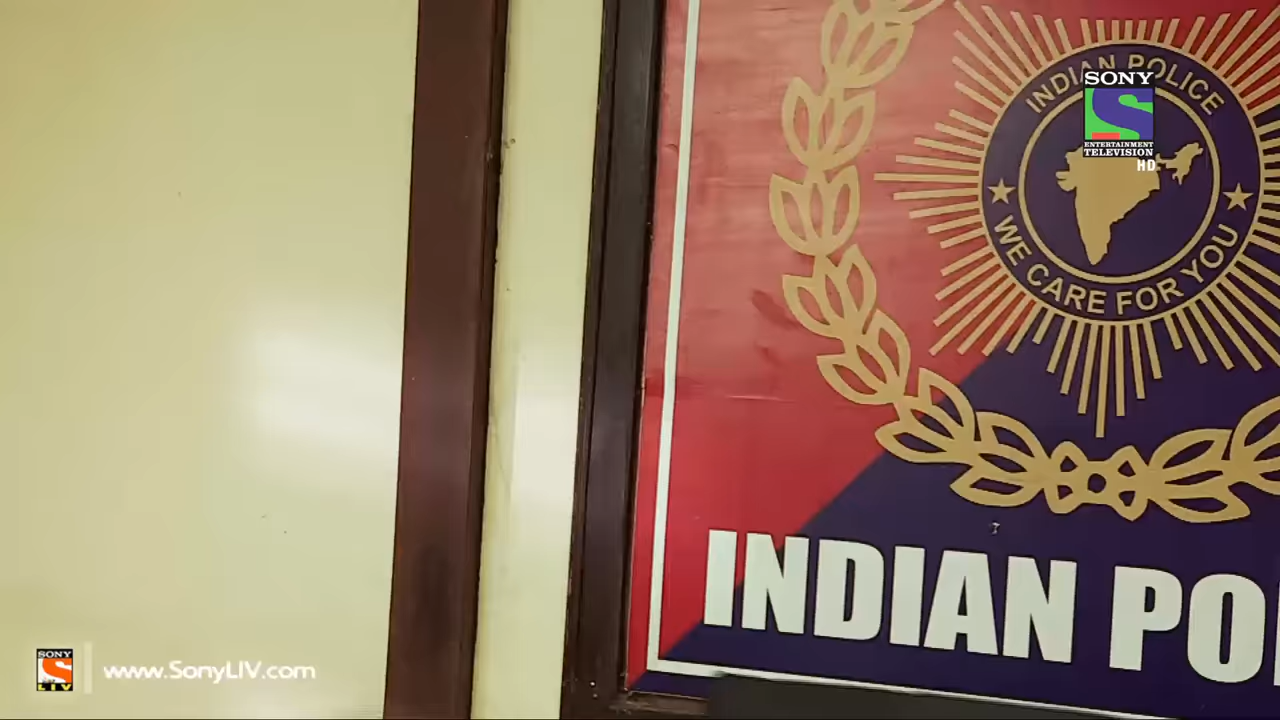 INDIAN POLICE
WE CARE FOR YOU
SONY
ENTERTAINMENT
TELEVISION
HD
INDIAN PO
SONY
LIV
www.SonyLIV.com